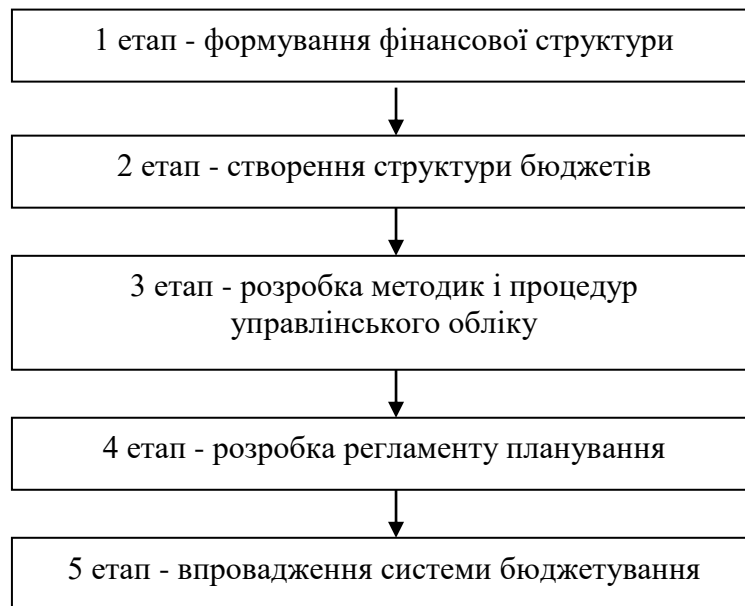 1 етап - формування фінансової структури
2 етап - створення структури бюджетів
3 етап - розробка методик і процедур
управлінського обліку
4 етап - розробка регламенту планування
5 етап - впровадження системи бюджетування